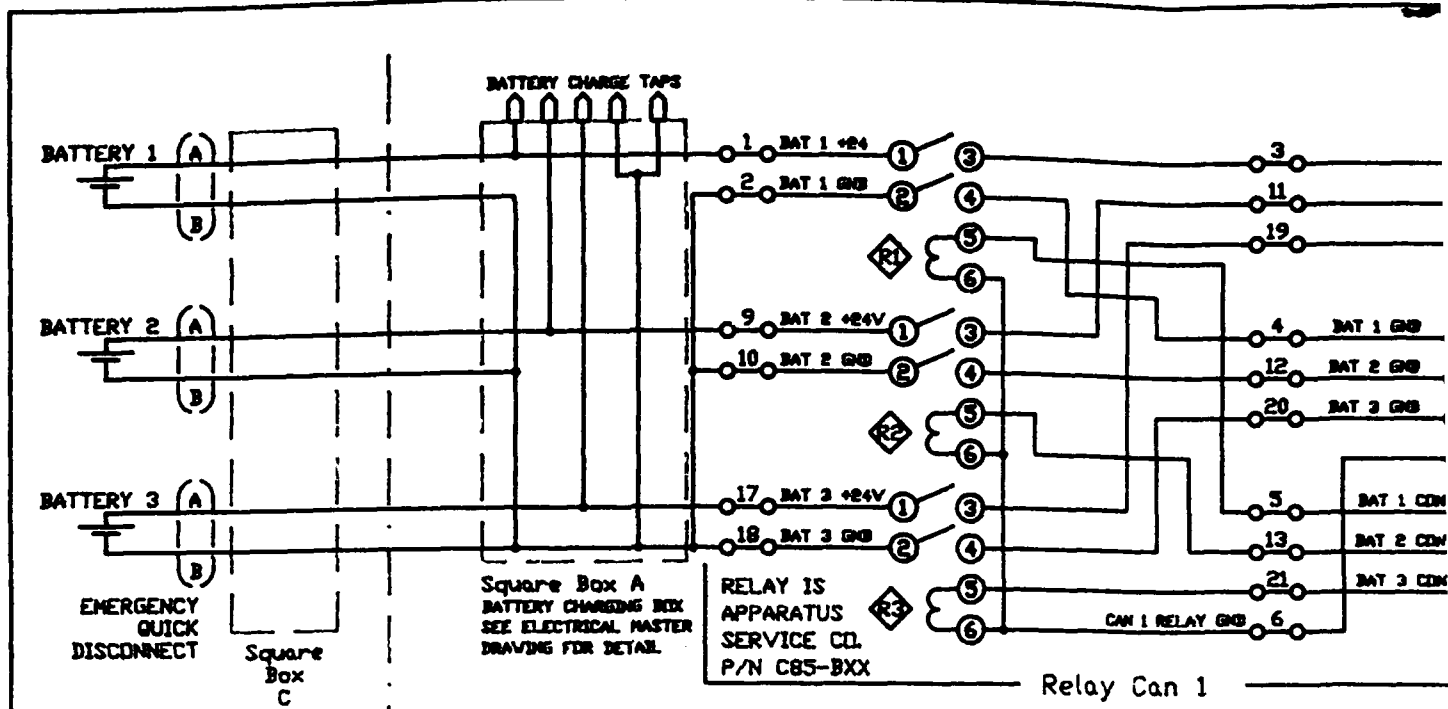 BATTERY CHARGE TAPS
BATTERY 1
A
B
1 BAT 1 +24
2 BAT 1 GND
1
3
2
4
R1
5
6
3
11
19
BATTERY 2
A
B
9 BAT 2 +24V
10 BAT 2 GND
1
3
2
4
R2
5
6
4 BAT 1 GND
12 BAT 2 GND
20 BAT 3 GND
BATTERY 3
A
B
17 BAT 3 +24V
18 BAT 3 GND
1
3
2
4
R3
5
6
5 BAT 1 CON
13 BAT 2 CON
21 BAT 3 CON
CAN 1 RELAY GND 6
EMERGENCY
QUICK
DISCONNECT
Square
Box
C
Square Box A
BATTERY CHARGING BOX
SEE ELECTRICAL MASTER
DRAWING FOR DETAIL
RELAY IS
APPARATUS
SERVICE CO.
P/N C85-BXX
Relay Can 1